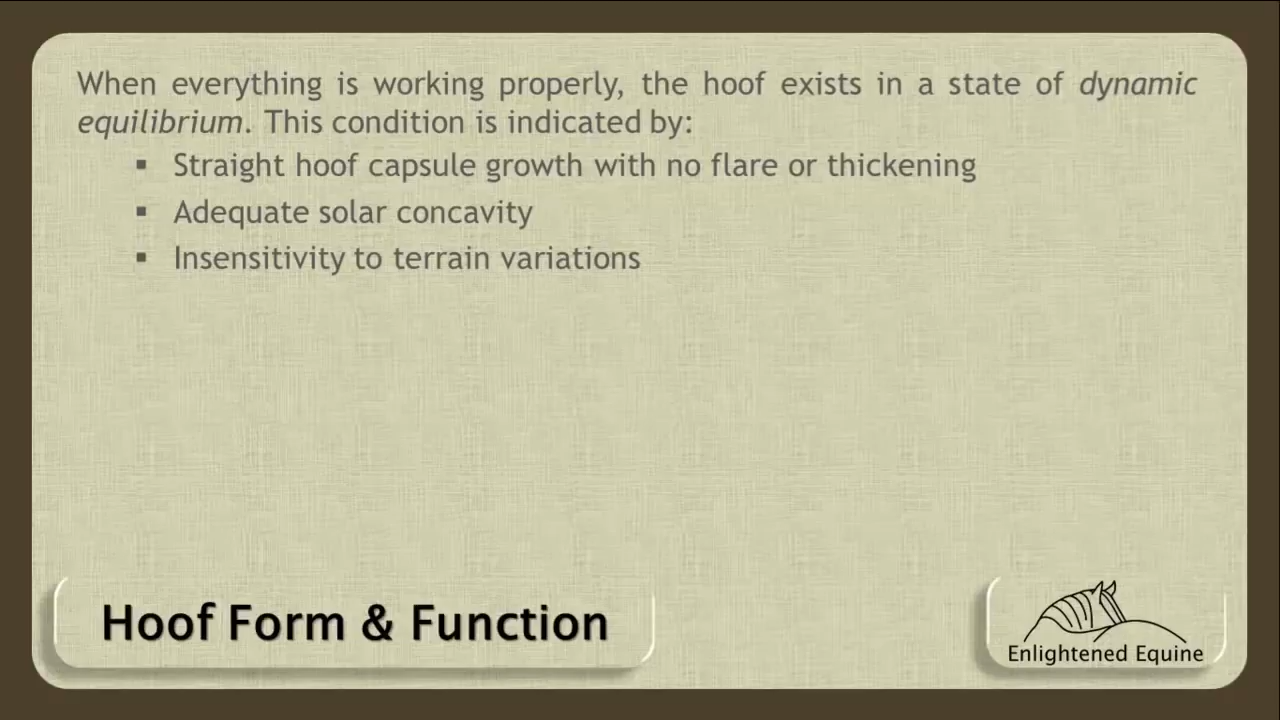 When everything is working properly, the hoof exists in a state of dynamic
equilibrium. This condition is indicated by:
▪ Straight hoof capsule growth with no flare or thickening
▪ Adequate solar concavity
▪ Insensitivity to terrain variations
Hoof Form & Function
Enlightened Equine